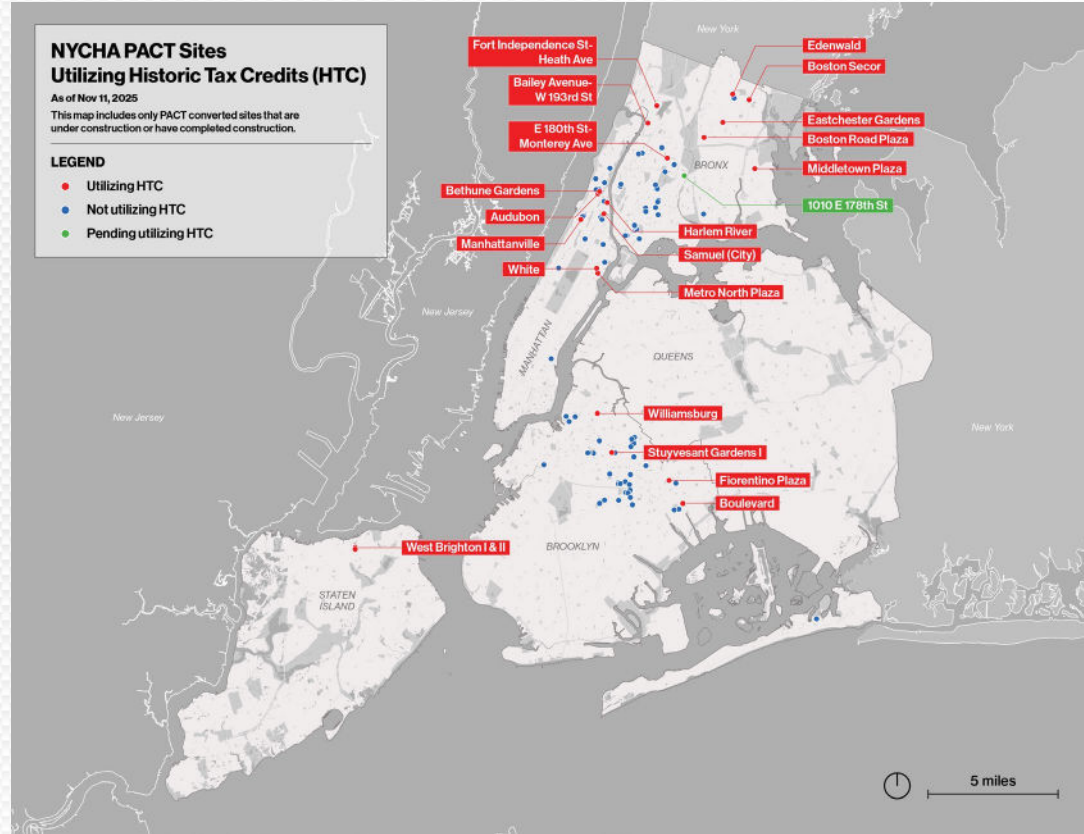 NYCHA PACT Sites
Utilizing Historic Tax Credits (HTC)
As of Nov 11, 2025
This map includes only PACT converted sites that are
under construction or have completed construction.
LEGEND
Utilizing HTC
Not utilizing HTC
Pending utilizing HTC
New York
Fort Independence St-
Heath Ave
Bailey Avenue-
W 193rd St
E 180th St-
Monterey Ave
Edenwald
Boston Secor
Eastchester Gardens
Boston Road Plaza
BRONX
Middletown Plaza
1010 E 178th St
Bethune Gardens
Audubon
Manhattanville
White
Harlem River
Samuel (City)
Metro North Plaza
New Jersey
MANHATTAN
QUEENS
New Jersey
New York
Williamsburg
Stuyvesant Gardens I
Fiorentino Plaza
Boulevard
BROOKLYN
West Brighton I & II
STATEN
ISLAND
5 miles